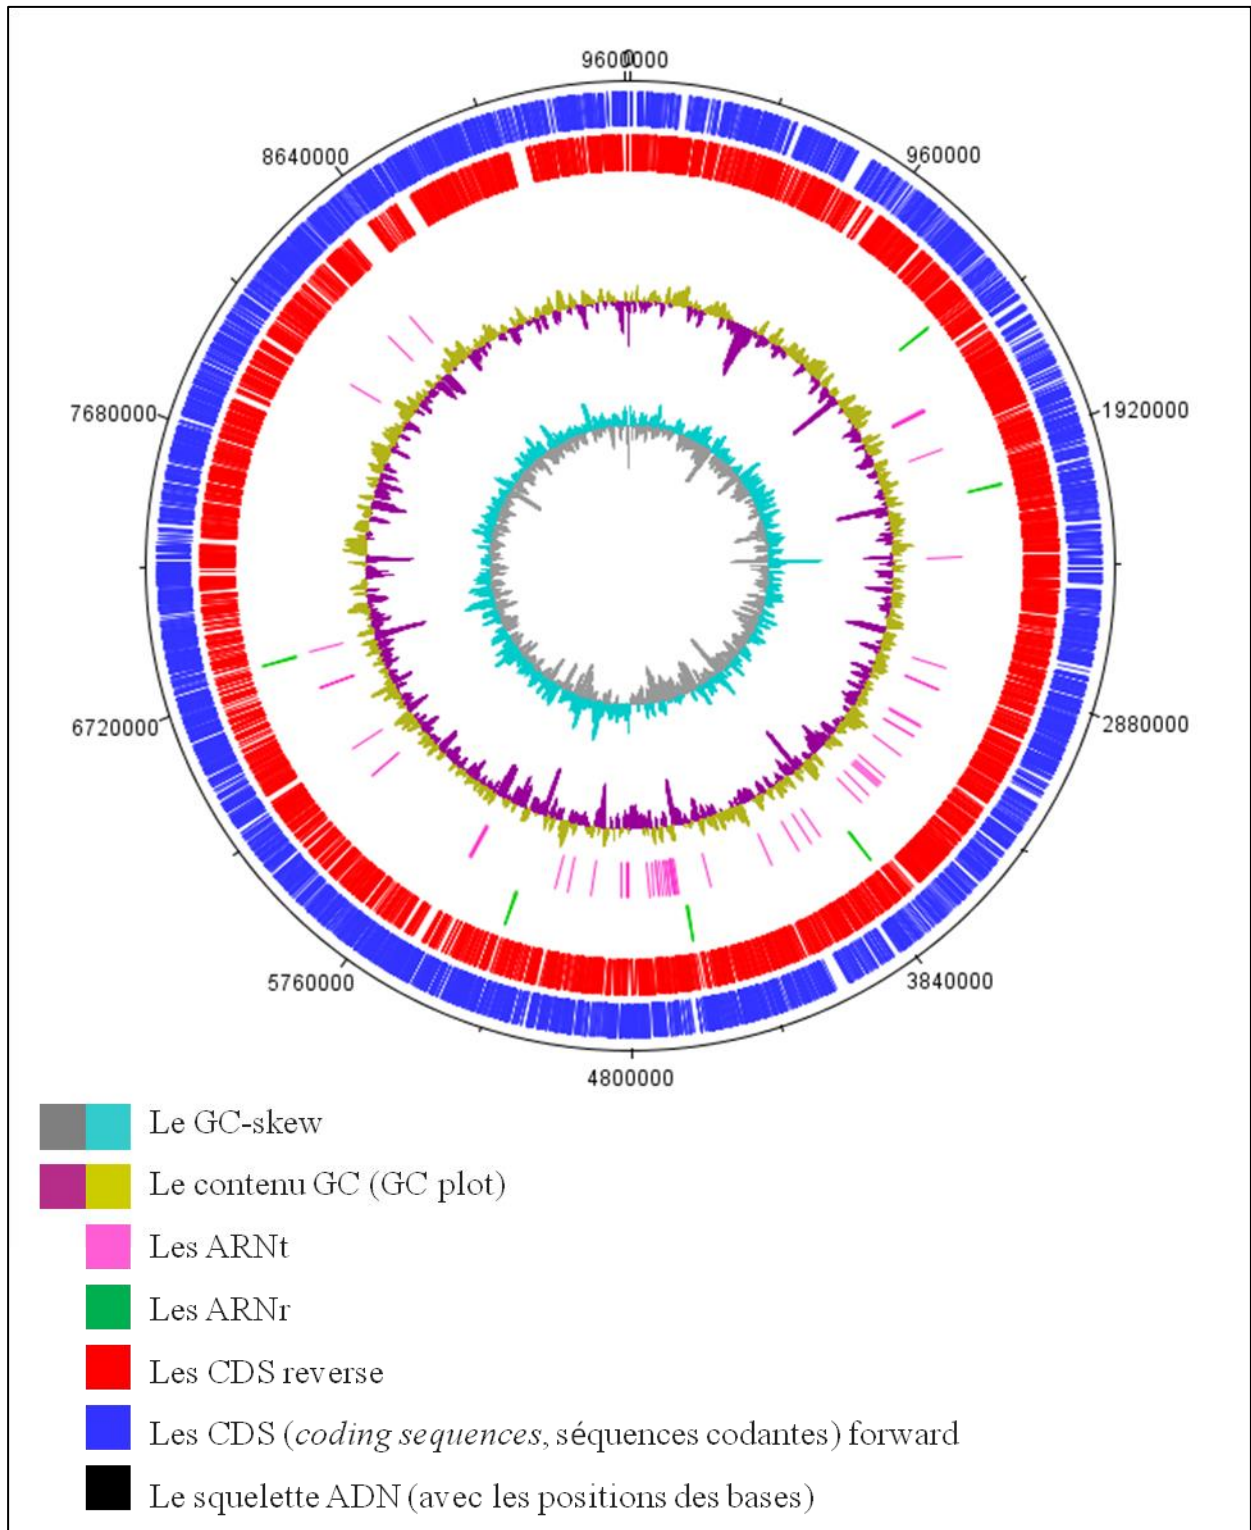 9600000
0
8640000
960000
7680000
1920000
6720000
2880000
5760000
3840000
4800000
Le GC-skew
Le contenu GC (GC plot)
Les ARNt
Les ARNr
Les CDS reverse
Les CDS (coding sequences, séquences codantes) forward
Le squelette ADN (avec les positions des bases)